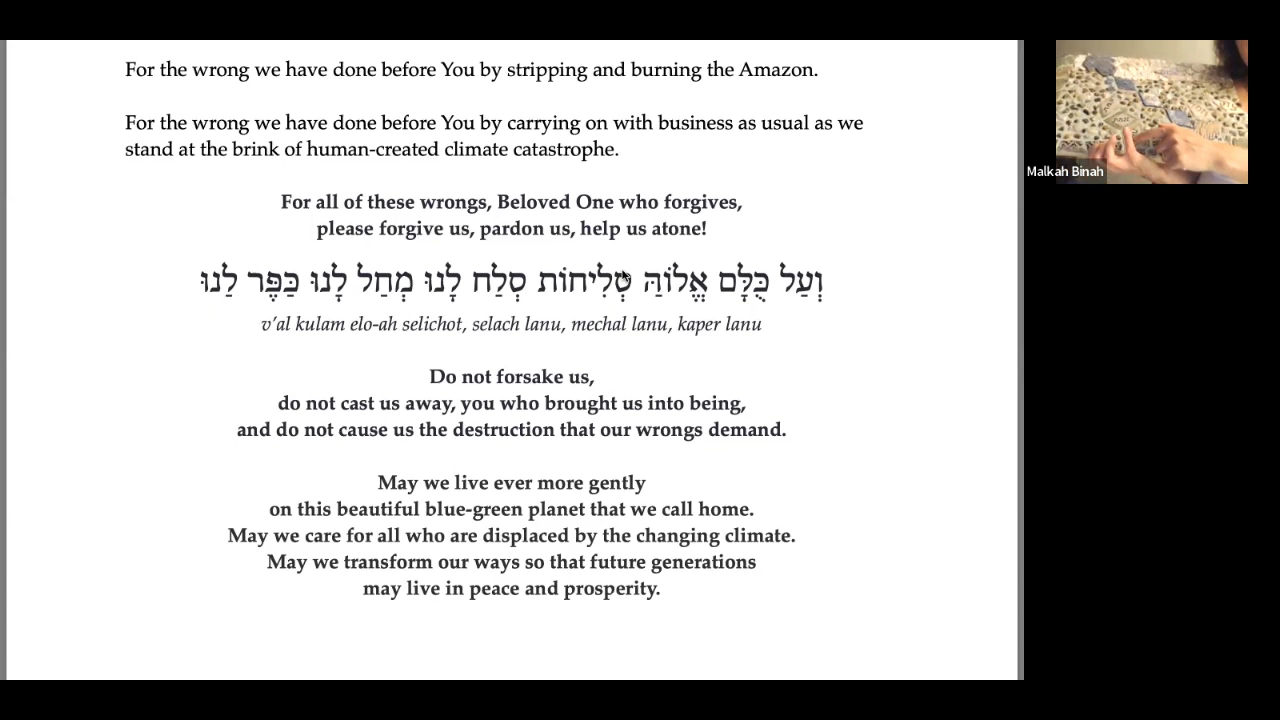 For the wrong we have done before You by stripping and burning the Amazon.
For the wrong we have done before You by carrying on with business as usual as we
stand at the brink of human-created climate catastrophe.
For all of these wrongs, Beloved One who forgives,
please forgive us, pardon us, help us atone!
וְעַל כֻּלָּם אֱלוֹהַּ סְלִיחוֹת סְלַח לָנוּ מְחַל לָנוּ כַּפֶּר לַנוּ
v’al kulam elo-ah selichot, selach lanu, mechal lanu, kaper lanu
Do not forsake us,
do not cast us away, you who brought us into being,
and do not cause us the destruction that our wrongs demand.
May we live ever more gently
on this beautiful blue-green planet that we call home.
May we care for all who are displaced by the changing climate.
May we transform our ways so that future generations
may live in peace and prosperity.
Malkah Binah